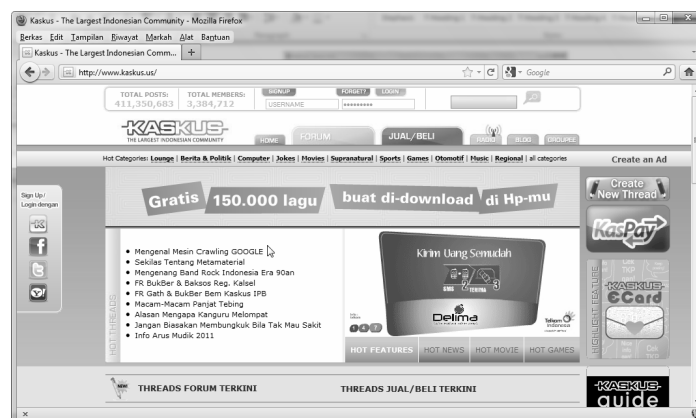 Kaskus - The Largest Indonesian Community - Mozilla Firefox
Berkas Edit Tampilan Riwayat Markah Alat Bantuan
Kaskus - The Largest Indonesian Comm...
http://www.kaskus.us/
Google
TOTAL POSTS: TOTAL MEMBERS: SIGNUP FORGET? LOGIN
411,350,683 3,384,712 USERNAME
KASKUS
THE LARGEST INDONESIAN COMMUNITY
HOME FORUM JUAL/BELI RADIO BLOG GROUPEE
Hot Categories: Lounge | Berita & Politik | Computer | Jokes | Movies | Supranatural | Sports | Games | Otomotif | Music | Regional | all categories
Create an Ad
Sign Up/
Login dengan
Gratis 150.000 lagu buat di-download di Hp-mu
Create
New Thread
KasPay
HOT THREADS
Mengenal Mesin Crawling GOOGLE
Sekilas Tentang Metamaterial
Mengenang Band Rock Indonesia Era 90an
FR BukBer & Baksos Reg. Kalsel
FR Gath & BukBer Bem Kaskus IPB
Macam-Macam Panjat Tebing
Alasan Mengapa Kanguru Melompat
Jangan Biasakan Membungkuk Bila Tak Mau Sakit
Info Arus Mudik 2011
Kirim Uang Semudah
SMS 2 TERIMA
Delima
Telkom
Indonesia
HOT FEATURES HOT NEWS HOT MOVIE HOT GAMES
HIGHLIGHT FEATURE
KASKUS
ECard
THREADS FORUM TERKINI THREADS JUAL/BELI TERKINI
KASKUS
guide